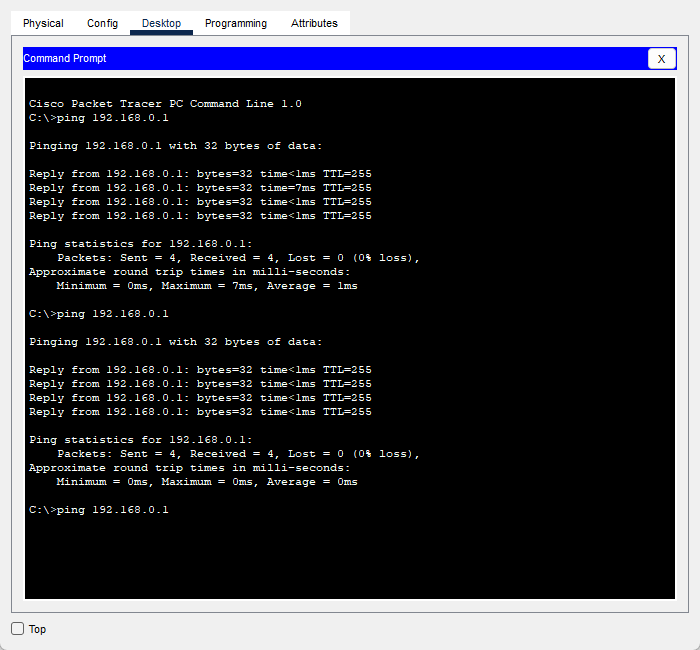 Physical Config Desktop Programming Attributes
Command Prompt X
Cisco Packet Tracer PC Command Line 1.0
C:\>ping 192.168.0.1
Pinging 192.168.0.1 with 32 bytes of data:
Reply from 192.168.0.1: bytes=32 time<1ms TTL=255
Reply from 192.168.0.1: bytes=32 time=7ms TTL=255
Reply from 192.168.0.1: bytes=32 time<1ms TTL=255
Reply from 192.168.0.1: bytes=32 time<1ms TTL=255
Ping statistics for 192.168.0.1:
Packets: Sent = 4, Received = 4, Lost = 0 (0% loss),
Approximate round trip times in milli-seconds:
Minimum = 0ms, Maximum = 7ms, Average = 1ms
C:\>ping 192.168.0.1
Pinging 192.168.0.1 with 32 bytes of data:
Reply from 192.168.0.1: bytes=32 time<1ms TTL=255
Reply from 192.168.0.1: bytes=32 time<1ms TTL=255
Reply from 192.168.0.1: bytes=32 time<1ms TTL=255
Reply from 192.168.0.1: bytes=32 time<1ms TTL=255
Ping statistics for 192.168.0.1:
Packets: Sent = 4, Received = 4, Lost = 0 (0% loss),
Approximate round trip times in milli-seconds:
Minimum = 0ms, Maximum = 0ms, Average = 0ms
C:\>ping 192.168.0.1
Top